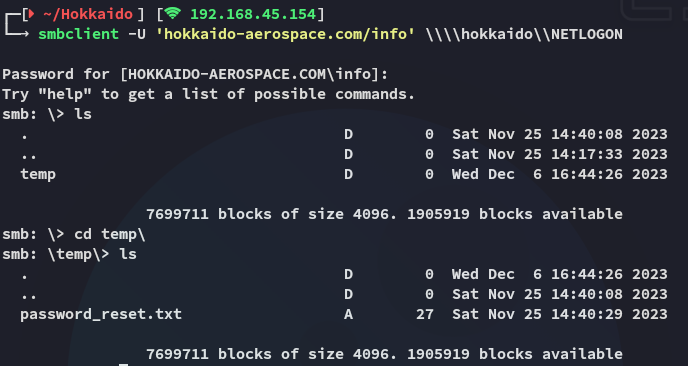 [ ~/Hokkaido ] [ 192.168.45.154]
→ smbclient -U 'hokkaido-aerospace.com/info' \\\\hokkaido\\NETLOGON
Password for [HOKKAIDO-AEROSPACE.COM\info]:
Try "help" to get a list of possible commands.
smb: \> ls
. D 0 Sat Nov 25 14:40:08 2023
.. D 0 Sat Nov 25 14:17:33 2023
temp D 0 Wed Dec 6 16:44:26 2023
7699711 blocks of size 4096. 1905919 blocks available
smb: \> cd temp\
smb: \temp\> ls
. D 0 Wed Dec 6 16:44:26 2023
.. D 0 Sat Nov 25 14:40:08 2023
password_reset.txt A 27 Sat Nov 25 14:40:29 2023
7699711 blocks of size 4096. 1905919 blocks available